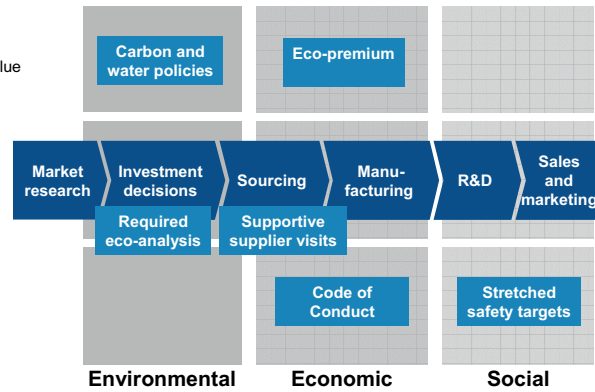 lue
Carbon and
water policies
Eco-premium
Market
research
Investment
decisions
Sourcing
Manu-
facturing
R&D
Sales
and
marketing
Required
eco-analysis
Supportive
supplier visits
Code of
Conduct
Stretched
safety targets
Environmental
Economic
Social